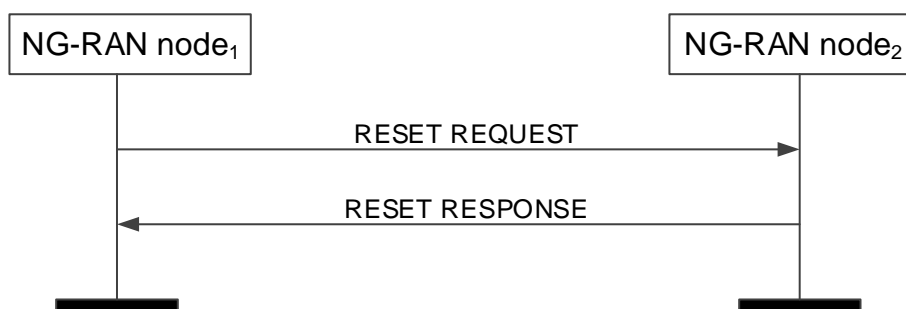 NG-RAN node₁
NG-RAN node₂
RESET REQUEST
RESET RESPONSE